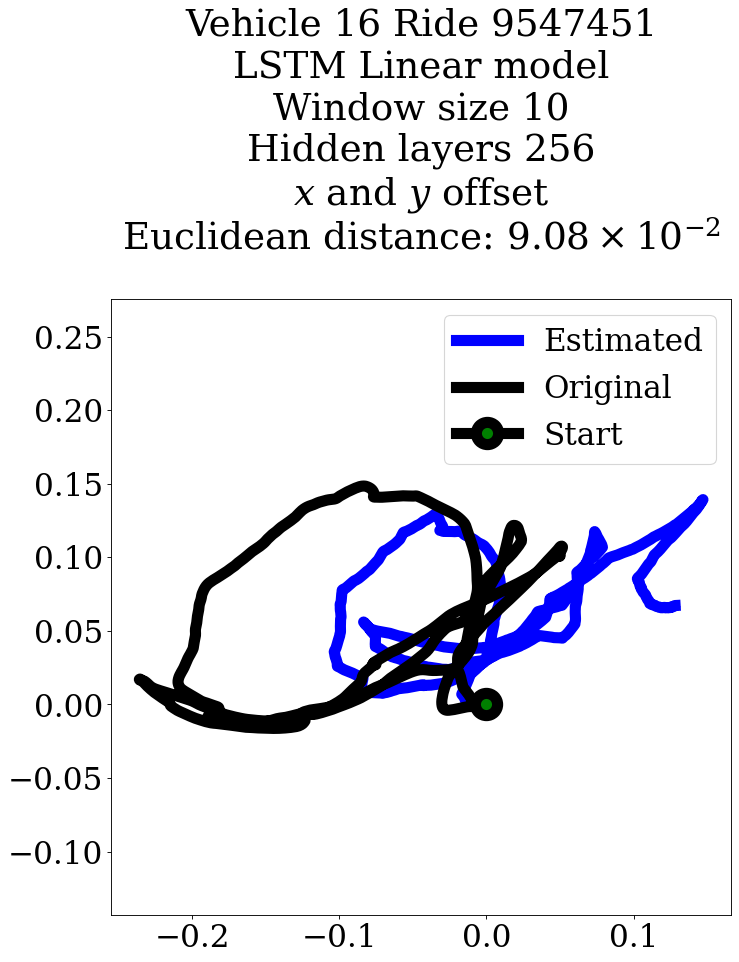 Vehicle 16 Ride 9547451
LSTM Linear model
Window size 10
Hidden layers 256
x and y offset
Euclidean distance: 9.08 × 10⁻²
Estimated
Original
Start
0.25
0.20
0.15
0.10
0.05
0.00
−0.05
−0.10
−0.2 −0.1 0.0 0.1